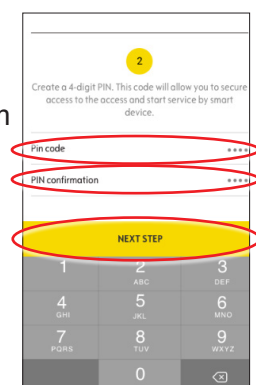 2
Create a 4-digit PIN. This code will allow you to secure
access to the access and start service by smart
device.
Pin code ****
PIN confirmation ****
NEXT STEP
1 2 3
ABC DEF
4 5 6
GHI JKL MNO
7 8 9
PQRS TUV WXYZ
0